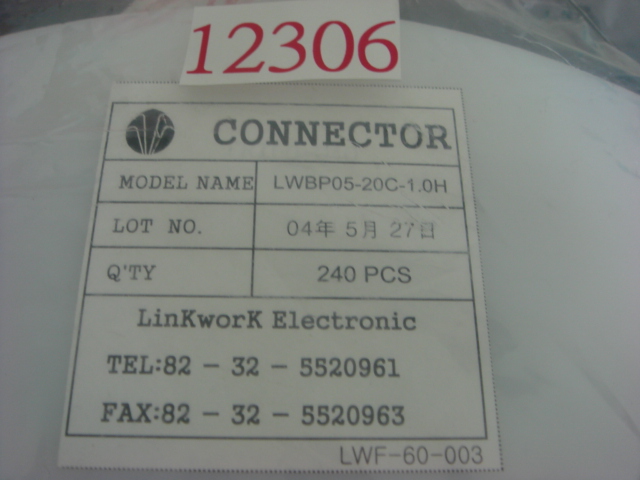 12306
CONNECTOR
MODEL NAME LWBP05-20C-1.0H
LOT NO. 04年 5月 27日
Q'TY 240 PCS
LinKworK Electronic
TEL:82 - 32 - 5520961
FAX:82 - 32 - 5520963
LWF-60-003